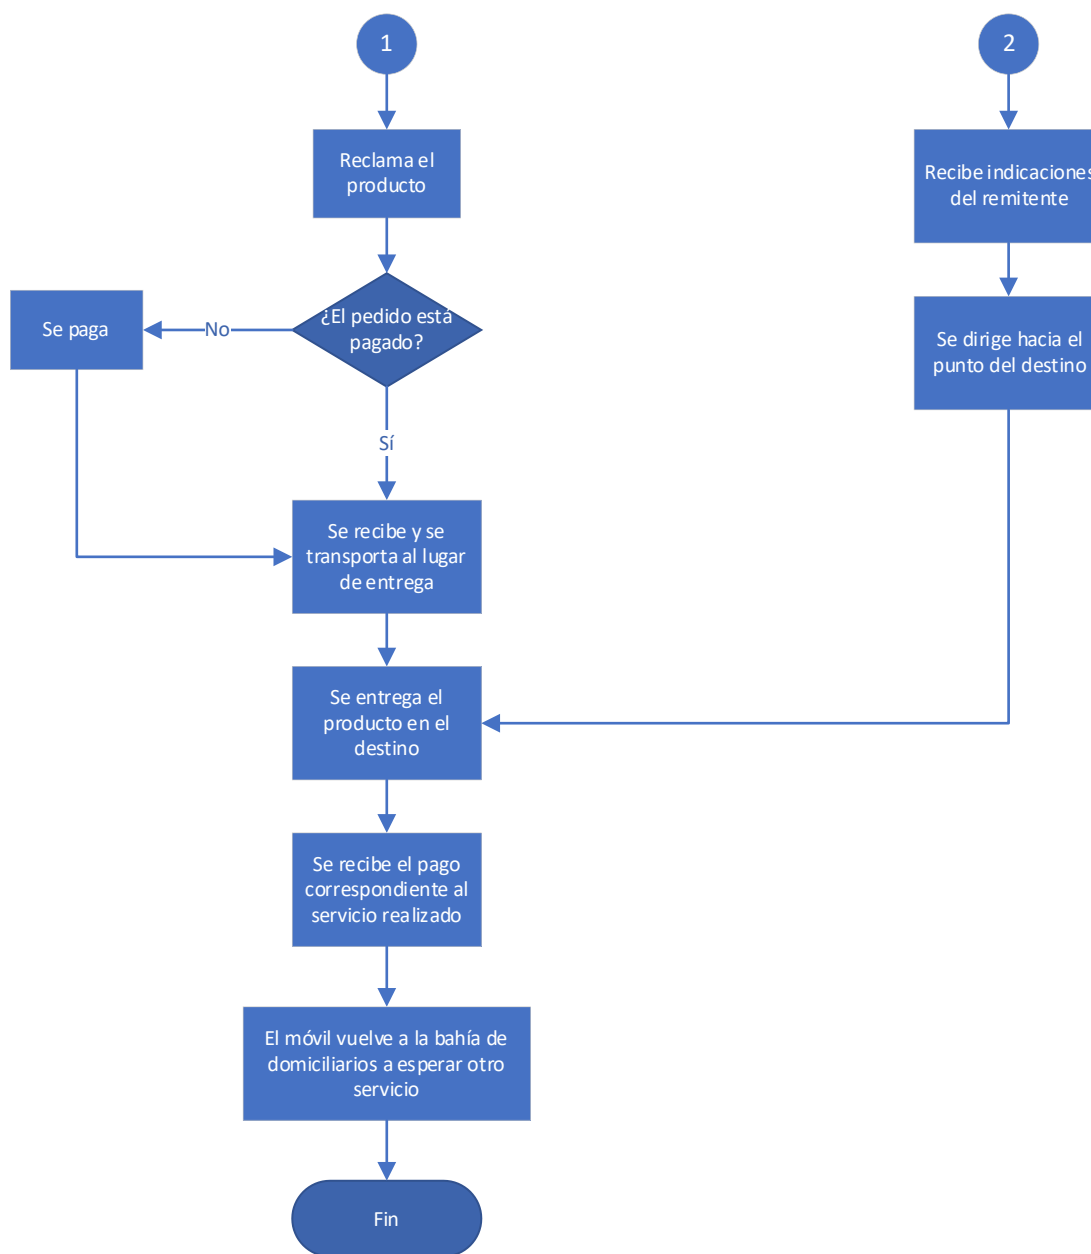 1
2
Reclama el
producto
Recibe indicaciones
del remitente
¿El pedido está
pagado?
No
Se paga
Se dirige hacia el
punto del destino
Sí
Se recibe y se
transporta al lugar
de entrega
Se entrega el
producto en el
destino
Se recibe el pago
correspondiente al
servicio realizado
El móvil vuelve a la bahía de
domiciliarios a esperar otro
servicio
Fin